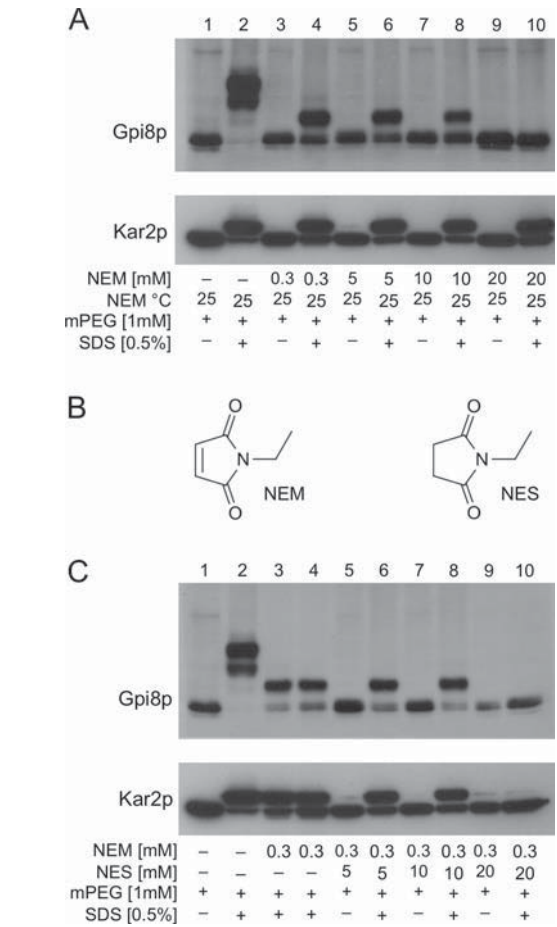 A
1 2 3 4 5 6 7 8 9 10
Gpi8p
Kar2p
NEM [mM] – – 0.3 0.3 5 5 10 10 20 20
NEM °C 25 25 25 25 25 25 25 25 25 25
mPEG [1mM] + + + + + + + + + +
SDS [0.5%] – + – + – + – + – +
B
O O
N N
NEM NES
O O
C
1 2 3 4 5 6 7 8 9 10
Gpi8p
Kar2p
NEM [mM] – – 0.3 0.3 0.3 0.3 0.3 0.3 0.3 0.3
NES [mM] – – – – 5 5 10 10 20 20
mPEG [1mM] + + + + + + + + + +
SDS [0.5%] – + + + – + – + – +